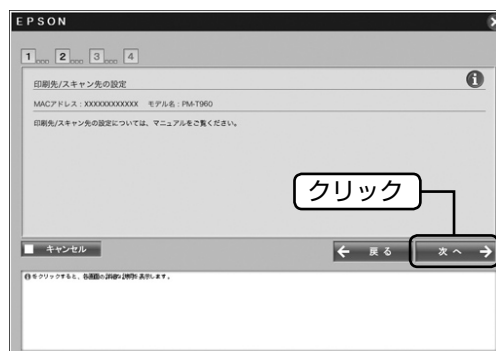 EPSON
1 2 3 4
印刷先/スキャン先の設定
MACアドレス：XXXXXXXXXXXX モデル名：PM-T960
印刷先/スキャン先の設定については、マニュアルをご覧ください。
クリック
キャンセル
戻る
次へ
をクリックすると、各画面の詳細な説明を表示します。